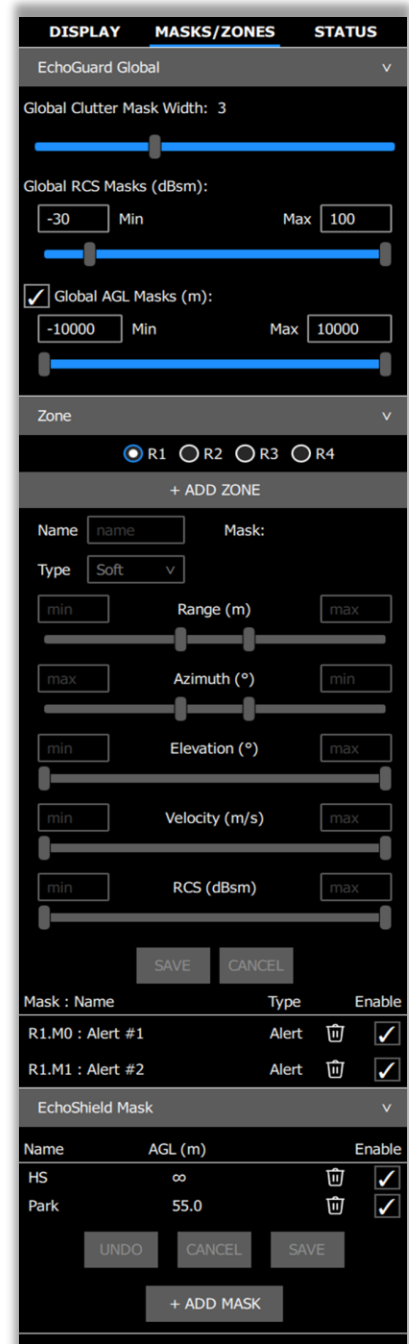 DISPLAY MASKS/ZONES STATUS
EchoGuard Global
Global Clutter Mask Width: 3
Global RCS Masks (dBsm):
-30 Min Max 100
Global AGL Masks (m):
-10000 Min Max 10000
Zone
R1 R2 R3 R4
+ ADD ZONE
Name name Mask:
Type Soft
min Range (m) max
max Azimuth (°) min
min Elevation (°) max
min Velocity (m/s) max
min RCS (dBsm) max
SAVE CANCEL
Mask : Name Type Enable
R1.M0 : Alert #1 Alert
R1.M1 : Alert #2 Alert
EchoShield Mask
Name AGL (m) Enable
HS ∞
Park 55.0
UNDO CANCEL SAVE
+ ADD MASK